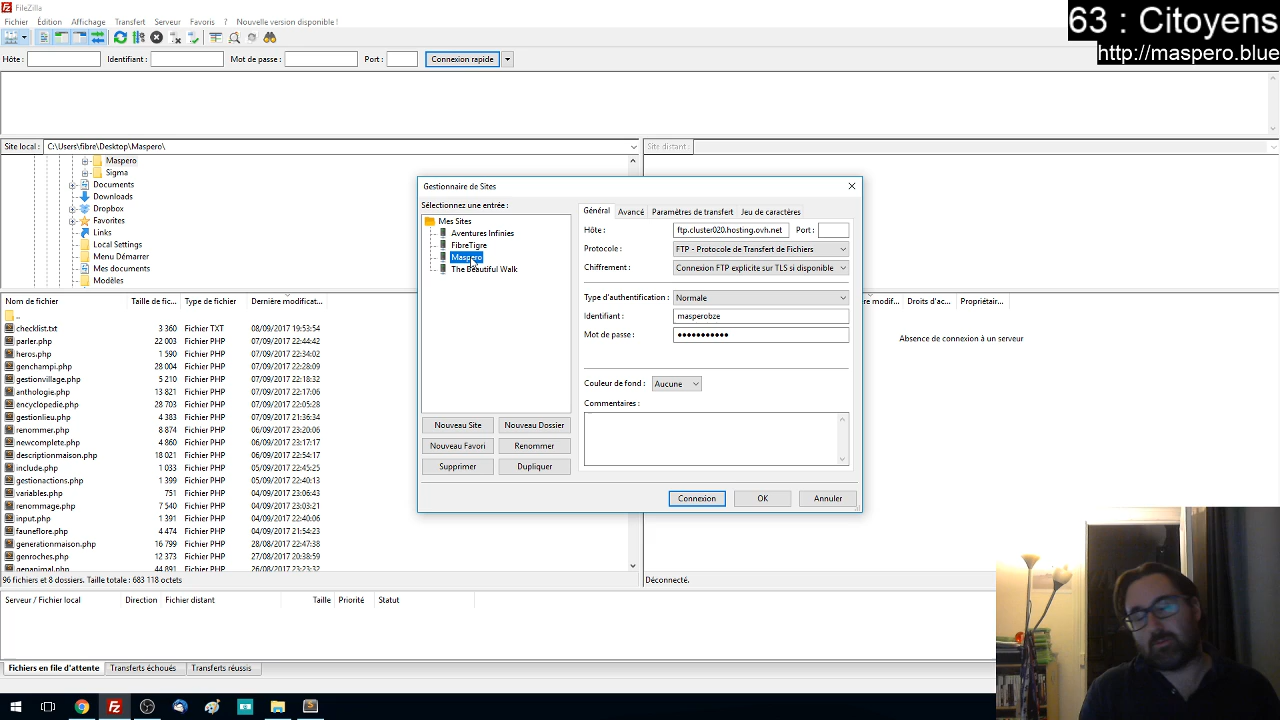 FileZilla
Fichier Édition Affichage Transfert Serveur Favoris ? Nouvelle version disponible !
63 : Citoyens
http://maspero.blue
Hôte : Identifiant : Mot de passe : Port : Connexion rapide
Site local : C:\Users\fibre\Desktop\Maspero\
Site distant :
Maspero
Sigma
Documents
Downloads
Dropbox
Favorites
Links
Local Settings
Menu Démarrer
Mes documents
Modèles
Nom de fichier Taille de fic... Type de fichier Dernière modificat...
..
checklist.txt 3 360 Fichier TXT 08/09/2017 19:53:54
parler.php 22 003 Fichier PHP 07/09/2017 22:44:42
heros.php 1 590 Fichier PHP 07/09/2017 22:34:02
genchampi.php 28 004 Fichier PHP 07/09/2017 22:28:09
gestionvillage.php 5 210 Fichier PHP 07/09/2017 22:18:32
anthologie.php 13 821 Fichier PHP 07/09/2017 22:17:06
encyclopedie.php 28 703 Fichier PHP 07/09/2017 22:05:28
gestionlieu.php 4 383 Fichier PHP 07/09/2017 21:36:34
renommer.php 8 874 Fichier PHP 06/09/2017 23:20:06
newcomplete.php 4 860 Fichier PHP 06/09/2017 23:17:17
descriptionmaison.php 18 021 Fichier PHP 06/09/2017 22:54:17
include.php 1 033 Fichier PHP 05/09/2017 22:45:25
gestionactions.php 1 399 Fichier PHP 05/09/2017 22:40:13
variables.php 751 Fichier PHP 04/09/2017 23:06:43
renommage.php 7 540 Fichier PHP 04/09/2017 23:03:21
input.php 1 391 Fichier PHP 04/09/2017 22:40:06
fauneflore.php 4 474 Fichier PHP 04/09/2017 21:54:23
generationmaison.php 16 799 Fichier PHP 28/08/2017 22:47:38
genroches.php 12 373 Fichier PHP 27/08/2017 20:38:59
genanimal.php 44 891 Fichier PHP 26/08/2017 23:23:32
96 fichiers et 8 dossiers. Taille totale : 683 118 octets
Gestionnaire de Sites
Sélectionnez une entrée :
Mes Sites
Aventures Infinies
FibreTigre
Maspero
The Beautiful Walk
Nouveau Site Nouveau Dossier
Nouveau Favori Renommer
Supprimer Dupliquer
Général Avancé Paramètres de transfert Jeu de caractères
Hôte : ftp.cluster020.hosting.ovh.net Port :
Protocole : FTP - Protocole de Transfert de Fichiers
Chiffrement : Connexion FTP explicite sur TLS si disponible
Type d'authentification : Normale
Identifiant : masperobze
Mot de passe : ●●●●●●●●●●●
Couleur de fond : Aucune
Commentaires :
Connexion OK Annuler
re modif... Droits d'ac... Propriétair...
Absence de connexion à un serveur
Déconnecté.
Serveur / Fichier local Direction Fichier distant Taille Priorité Statut
Fichiers en file d'attente Transferts échoués Transferts réussis